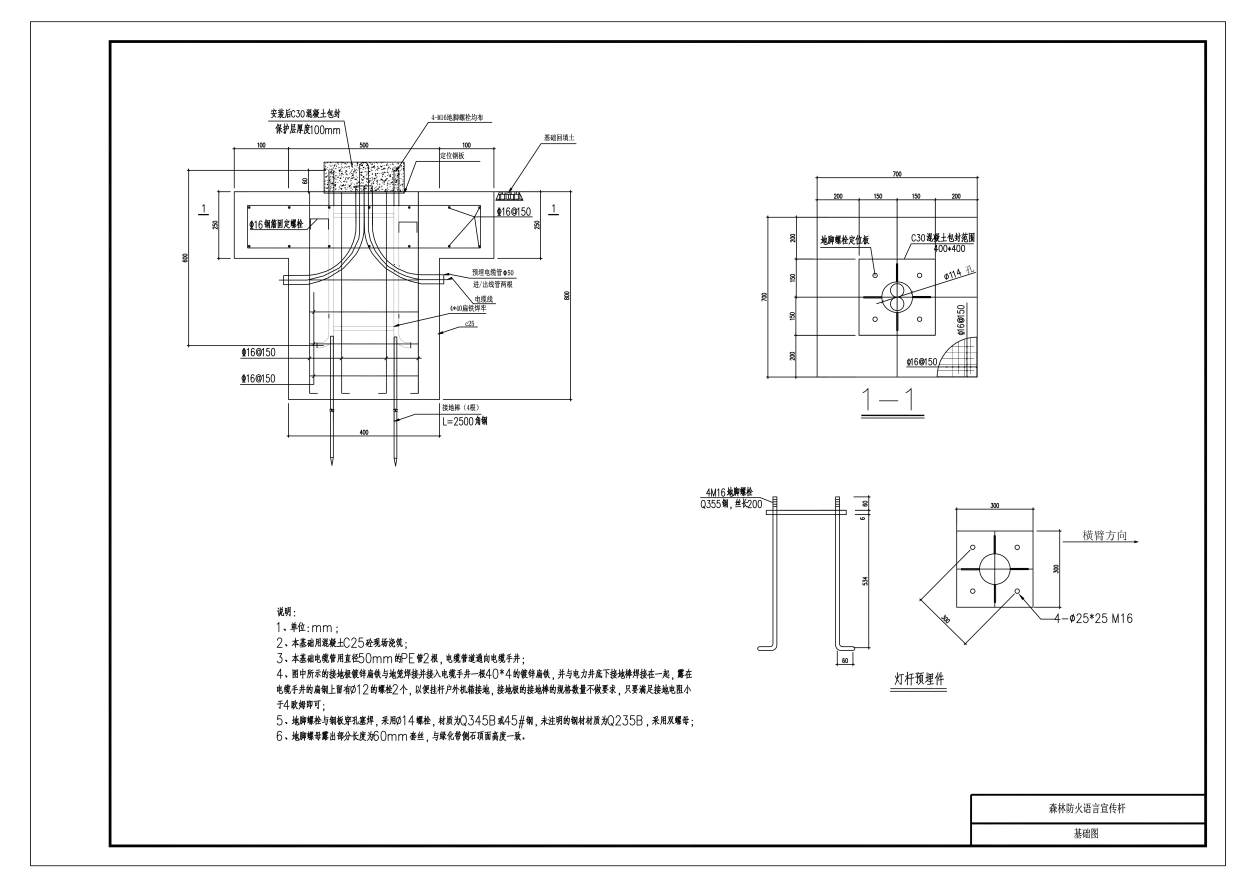 安装后C30混凝土包封
保护层厚度100mm
4-M16地脚螺栓均布
定位钢板
基础回填土
100
500
100
60
1
1
250
250
600
800
Φ16钢筋固定螺栓
Φ16@150
预埋电缆管Φ50
进/出线管两根
电缆线
4*40扁铁焊牢
c25
Φ16@150
Φ16@150
接地棒（4根）
L=2500角钢
400
700
200
150
150
200
200
150
150
200
700
地脚螺栓定位板
C30混凝土包封范围
400*400
Φ114 孔
Φ16@150
Φ16@150
1—1
4M16地脚螺栓
Q355钢，丝长200
60
6
534
60
300
300
300
横臂方向
4-Φ25*25 M16
灯杆预埋件
说明：
1、单位：mm；
2、本基础用混凝土C25砼现场浇筑；
3、本基础电缆管用直径50mm的PE管2根，电缆管道通向电缆手井；
4、图中所示的接地板镀锌扁铁与地笼焊接并接入电缆手井一根40*4的镀锌扁铁，并与电力井底下接地棒焊接在一起，露在
电缆手井的扁钢上留有Φ12的螺栓2个，以便挂杆户外机箱接地，接地板的接地棒的规格数量不做要求，只要满足接地电阻小
于4欧姆即可；
5、地脚螺栓与钢板穿孔塞焊，采用Φ14螺栓，材质为Q345B或45#钢，未注明的钢材材质为Q235B，采用双螺母；
6、地脚螺母露出部分长度为60mm套丝，与绿化带侧石顶面高度一致。
森林防火语言宣传杆
基础图